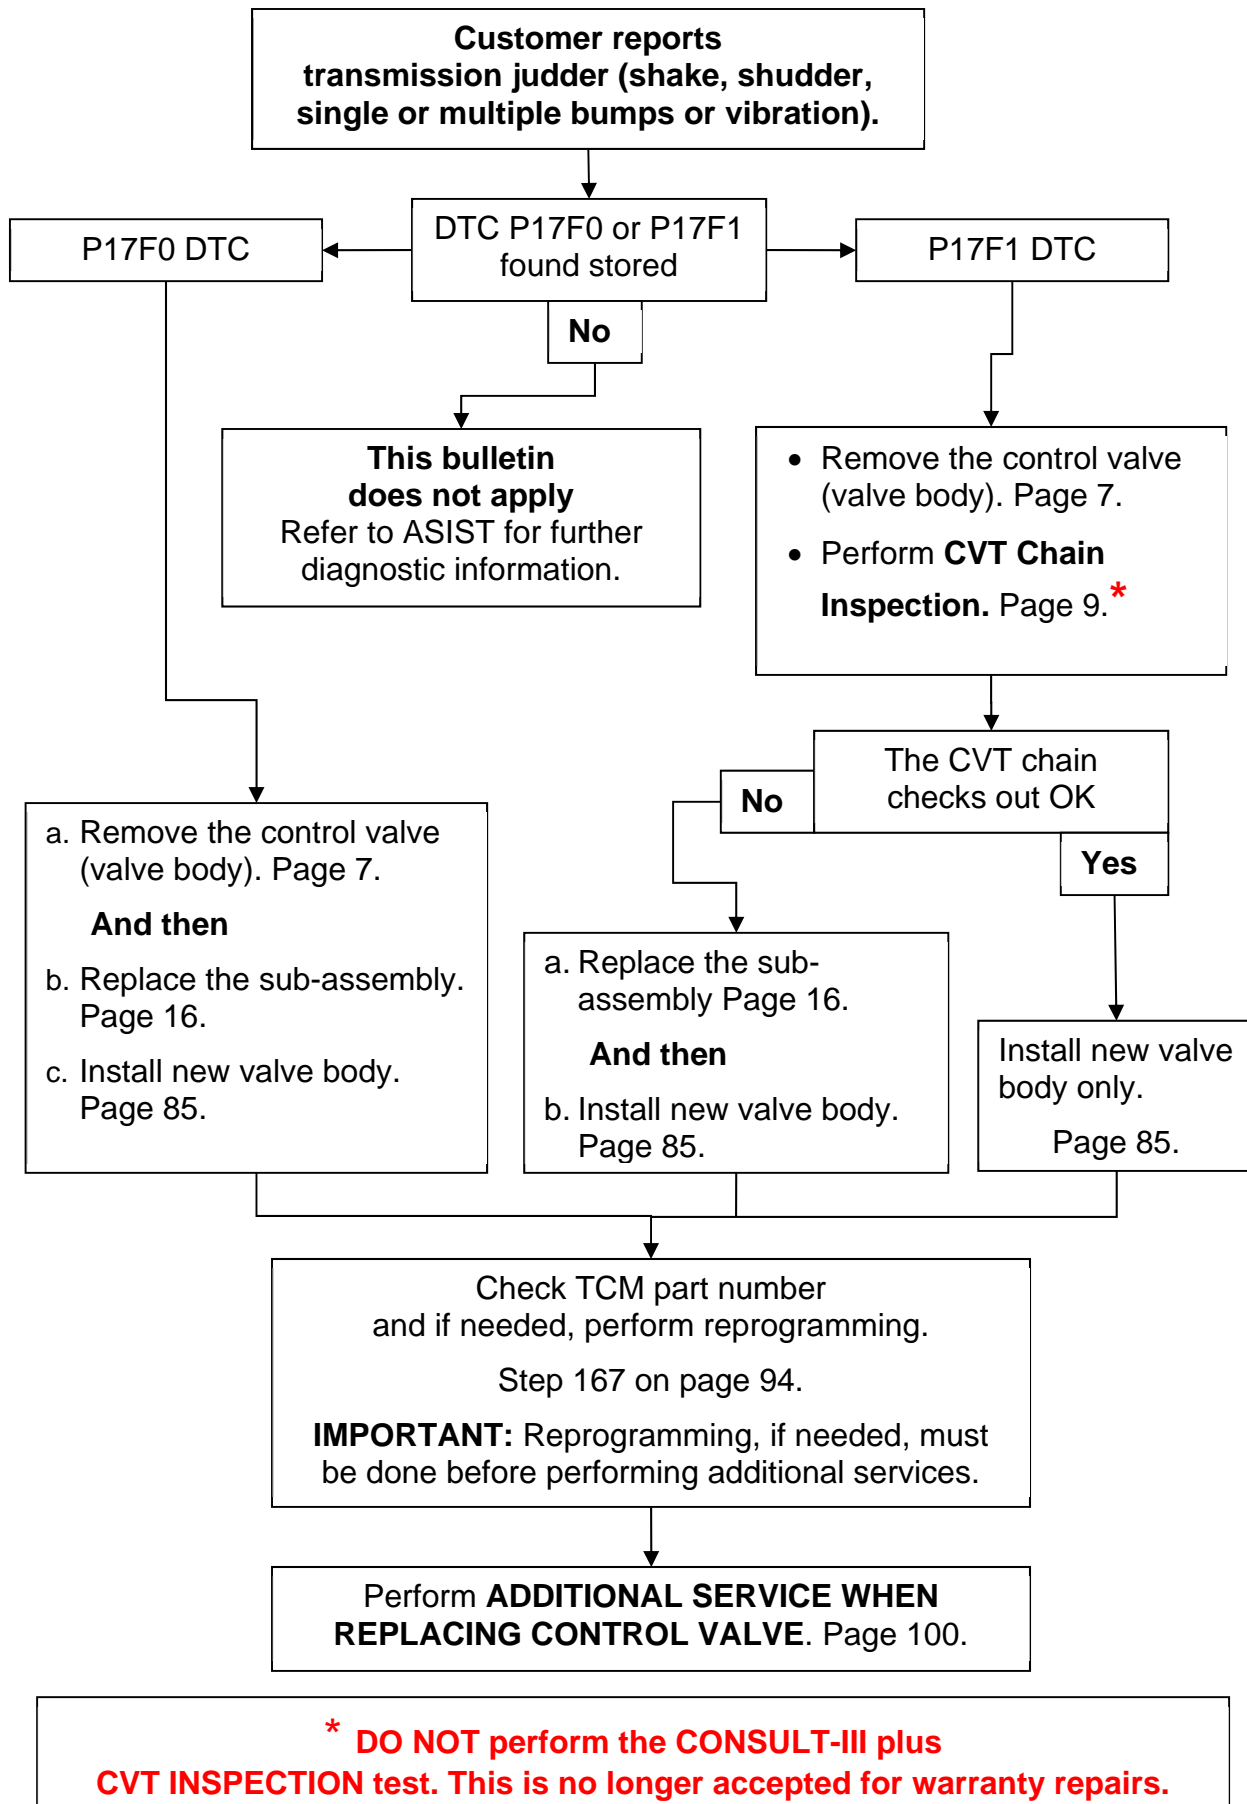 Customer reports
transmission judder (shake, shudder,
single or multiple bumps or vibration).
P17F0 DTC
DTC P17F0 or P17F1
found stored
P17F1 DTC
No
This bulletin
does not apply
Refer to ASIST for further
diagnostic information.
• Remove the control valve
(valve body). Page 7.
• Perform CVT Chain
Inspection. Page 9.*
The CVT chain
checks out OK
No
Yes
a. Remove the control valve
(valve body). Page 7.
And then
b. Replace the sub-assembly.
Page 16.
c. Install new valve body.
Page 85.
a. Replace the sub-
assembly Page 16.
And then
b. Install new valve body.
Page 85.
Install new valve
body only.
Page 85.
Check TCM part number
and if needed, perform reprogramming.
Step 167 on page 94.
IMPORTANT: Reprogramming, if needed, must
be done before performing additional services.
Perform ADDITIONAL SERVICE WHEN
REPLACING CONTROL VALVE. Page 100.
* DO NOT perform the CONSULT-III plus
CVT INSPECTION test. This is no longer accepted for warranty repairs.